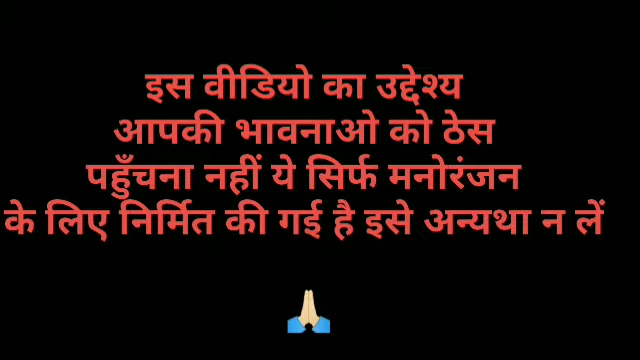 इस वीडियो का उद्देश्य
आपकी भावनाओ को ठेस
पहुँचना नहीं ये सिर्फ मनोरंजन
के लिए निर्मित की गई है इसे अन्यथा न लें